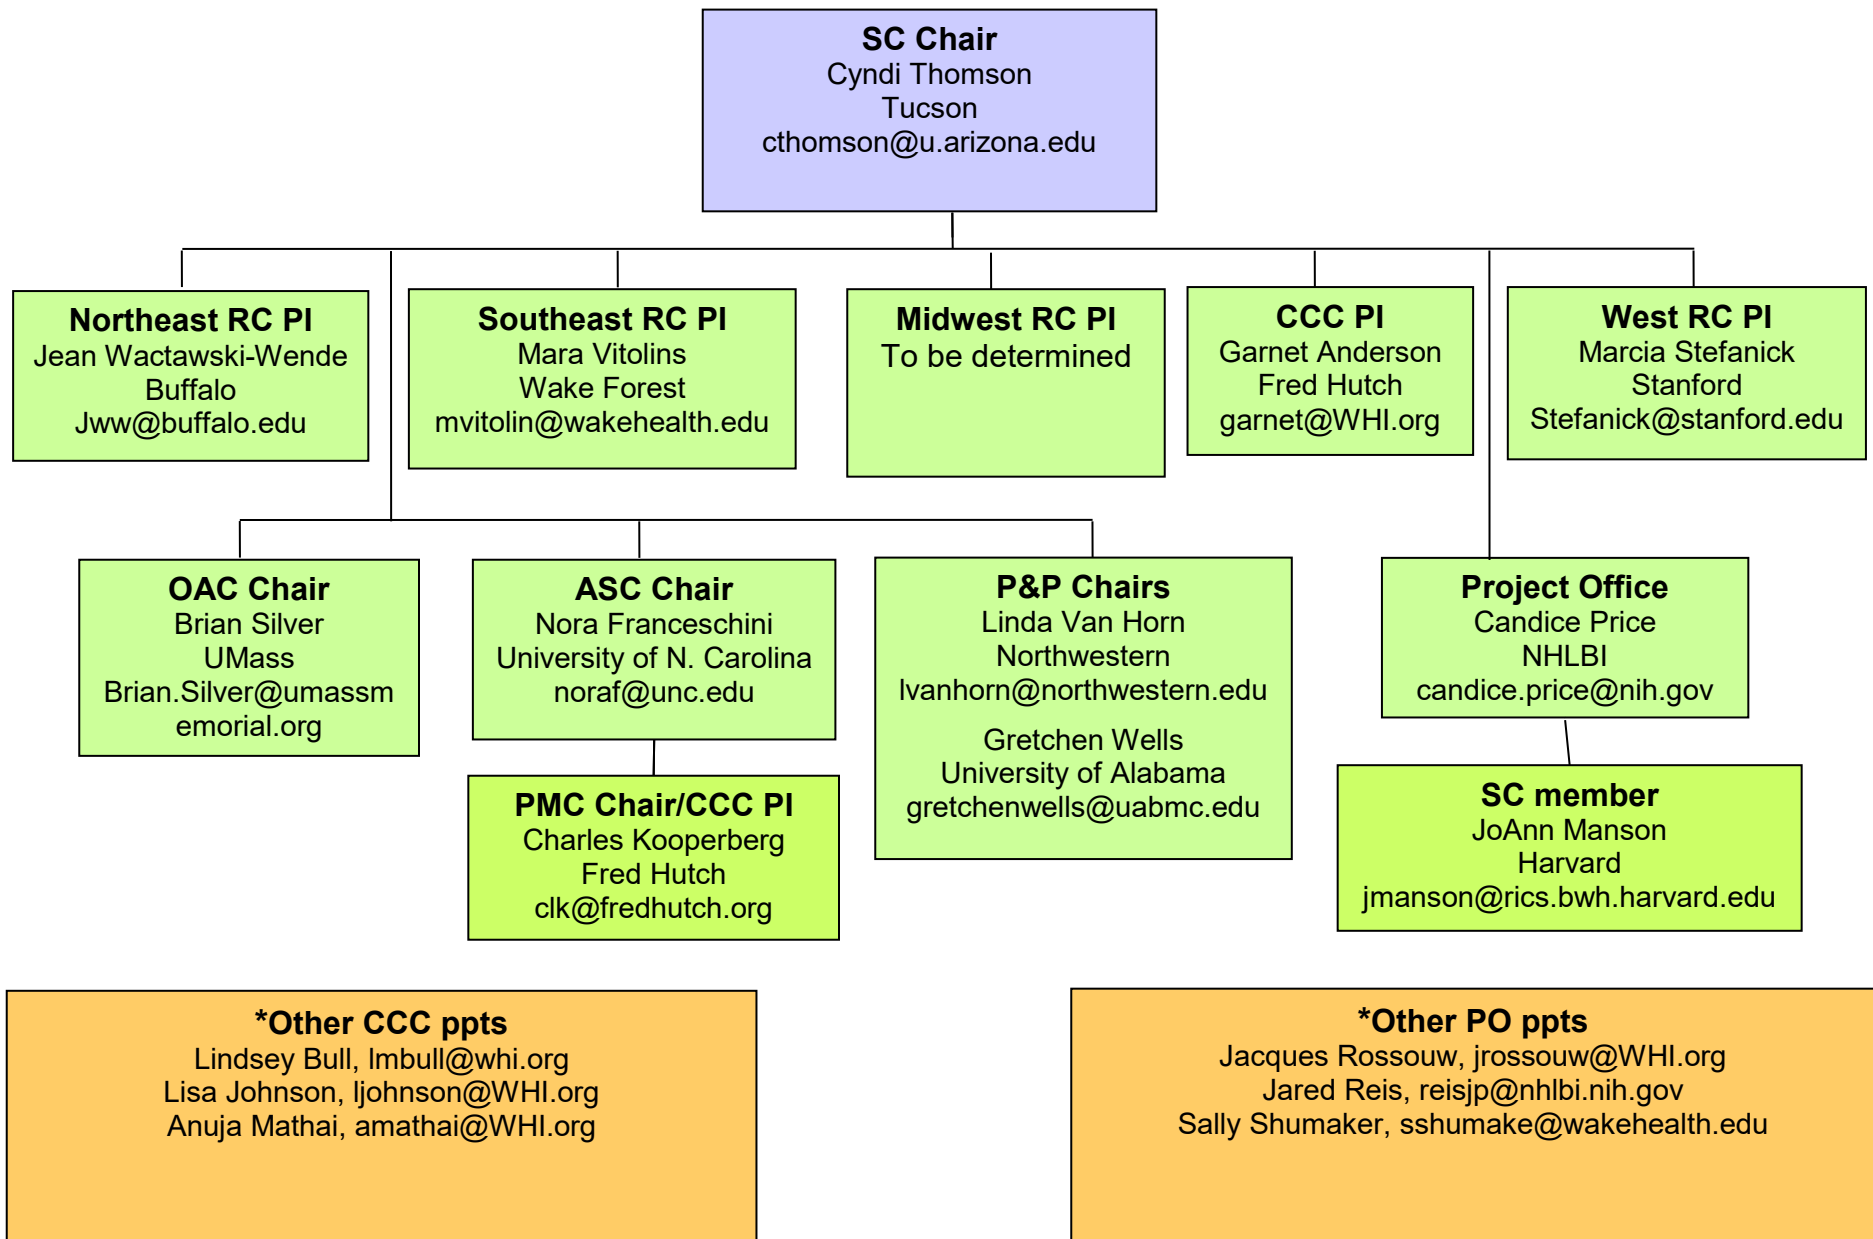 SC Chair
Cyndi Thomson
Tucson
cthomson@u.arizona.edu
Northeast RC PI
Jean Wactawski-Wende
Buffalo
Jww@buffalo.edu
Southeast RC PI
Mara Vitolins
Wake Forest
mvitolin@wakehealth.edu
Midwest RC PI
To be determined
CCC PI
Garnet Anderson
Fred Hutch
garnet@WHI.org
West RC PI
Marcia Stefanick
Stanford
Stefanick@stanford.edu
OAC Chair
Brian Silver
UMass
Brian.Silver@umassm
emorial.org
ASC Chair
Nora Franceschini
University of N. Carolina
noraf@unc.edu
P&P Chairs
Linda Van Horn
Northwestern
lvanhorn@northwestern.edu
Gretchen Wells
University of Alabama
gretchenwells@uabmc.edu
Project Office
Candice Price
NHLBI
candice.price@nih.gov
PMC Chair/CCC PI
Charles Kooperberg
Fred Hutch
clk@fredhutch.org
SC member
JoAnn Manson
Harvard
jmanson@rics.bwh.harvard.edu
*Other CCC ppts
Lindsey Bull, lmbull@whi.org
Lisa Johnson, ljohnson@WHI.org
Anuja Mathai, amathai@WHI.org
*Other PO ppts
Jacques Rossouw, jrossouw@WHI.org
Jared Reis, reisjp@nhlbi.nih.gov
Sally Shumaker, sshumake@wakehealth.edu